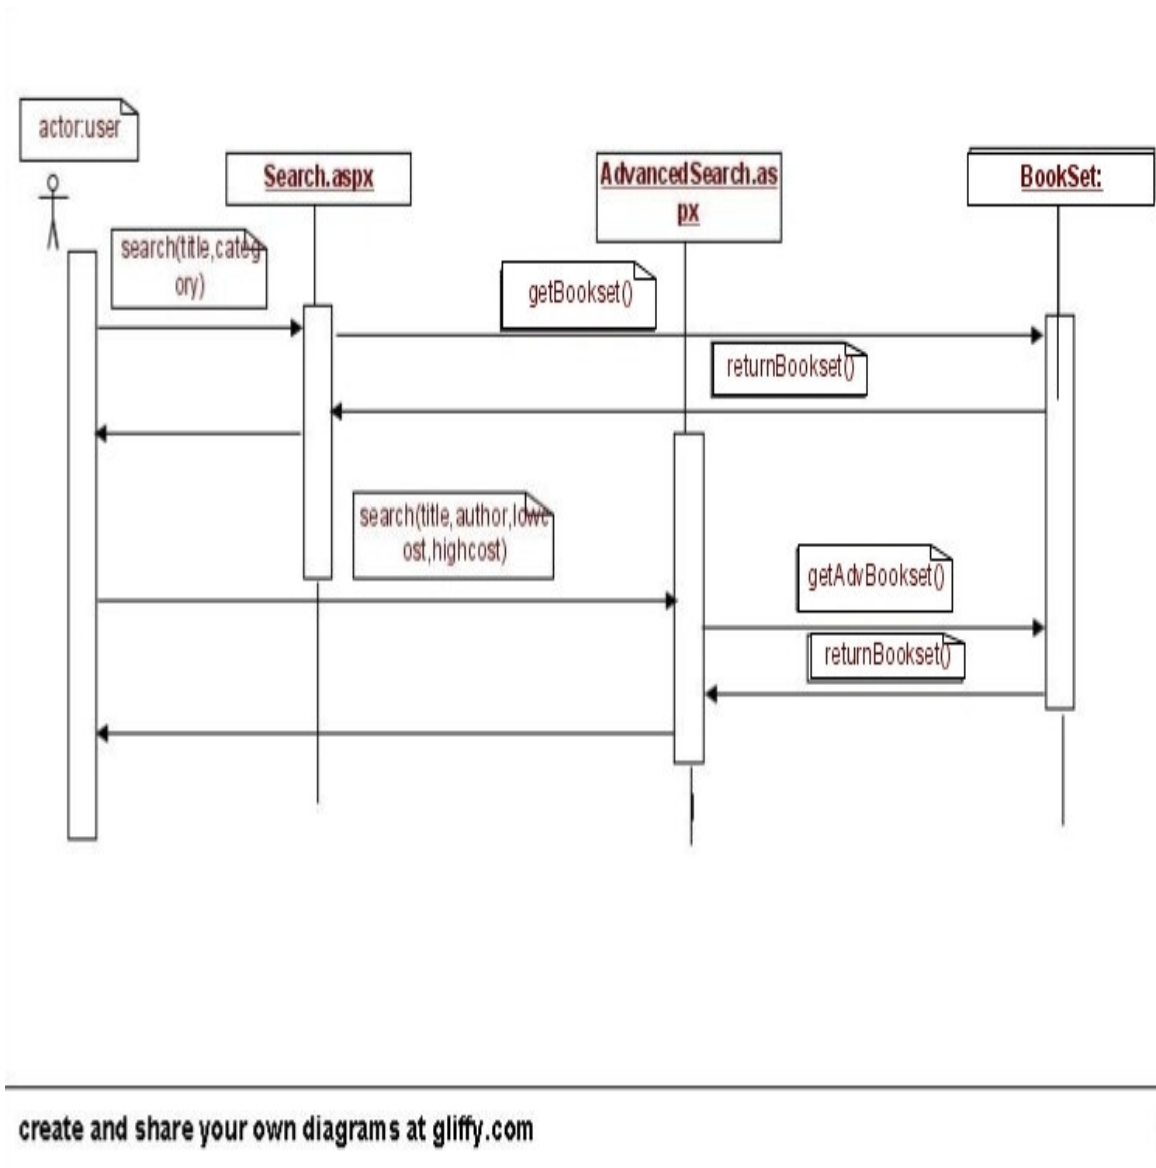 actor:user
Search.aspx
AdvancedSearch.as
px
BookSet:
search(title,categ
ory)
getBookset()
returnBookset()
search(title,author,lowc
ost,highcost)
getAdvBookset()
returnBookset()
create and share your own diagrams at gliffy.com